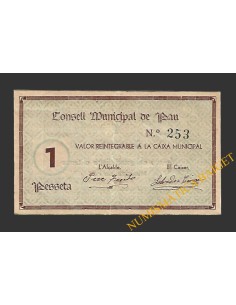 Consell Municipal de Pau
N.º 253
VALOR REINTEGRABLE A LA CAIXA MUNICIPAL
1
L'Alcalde, El Caixer,
Pesseta